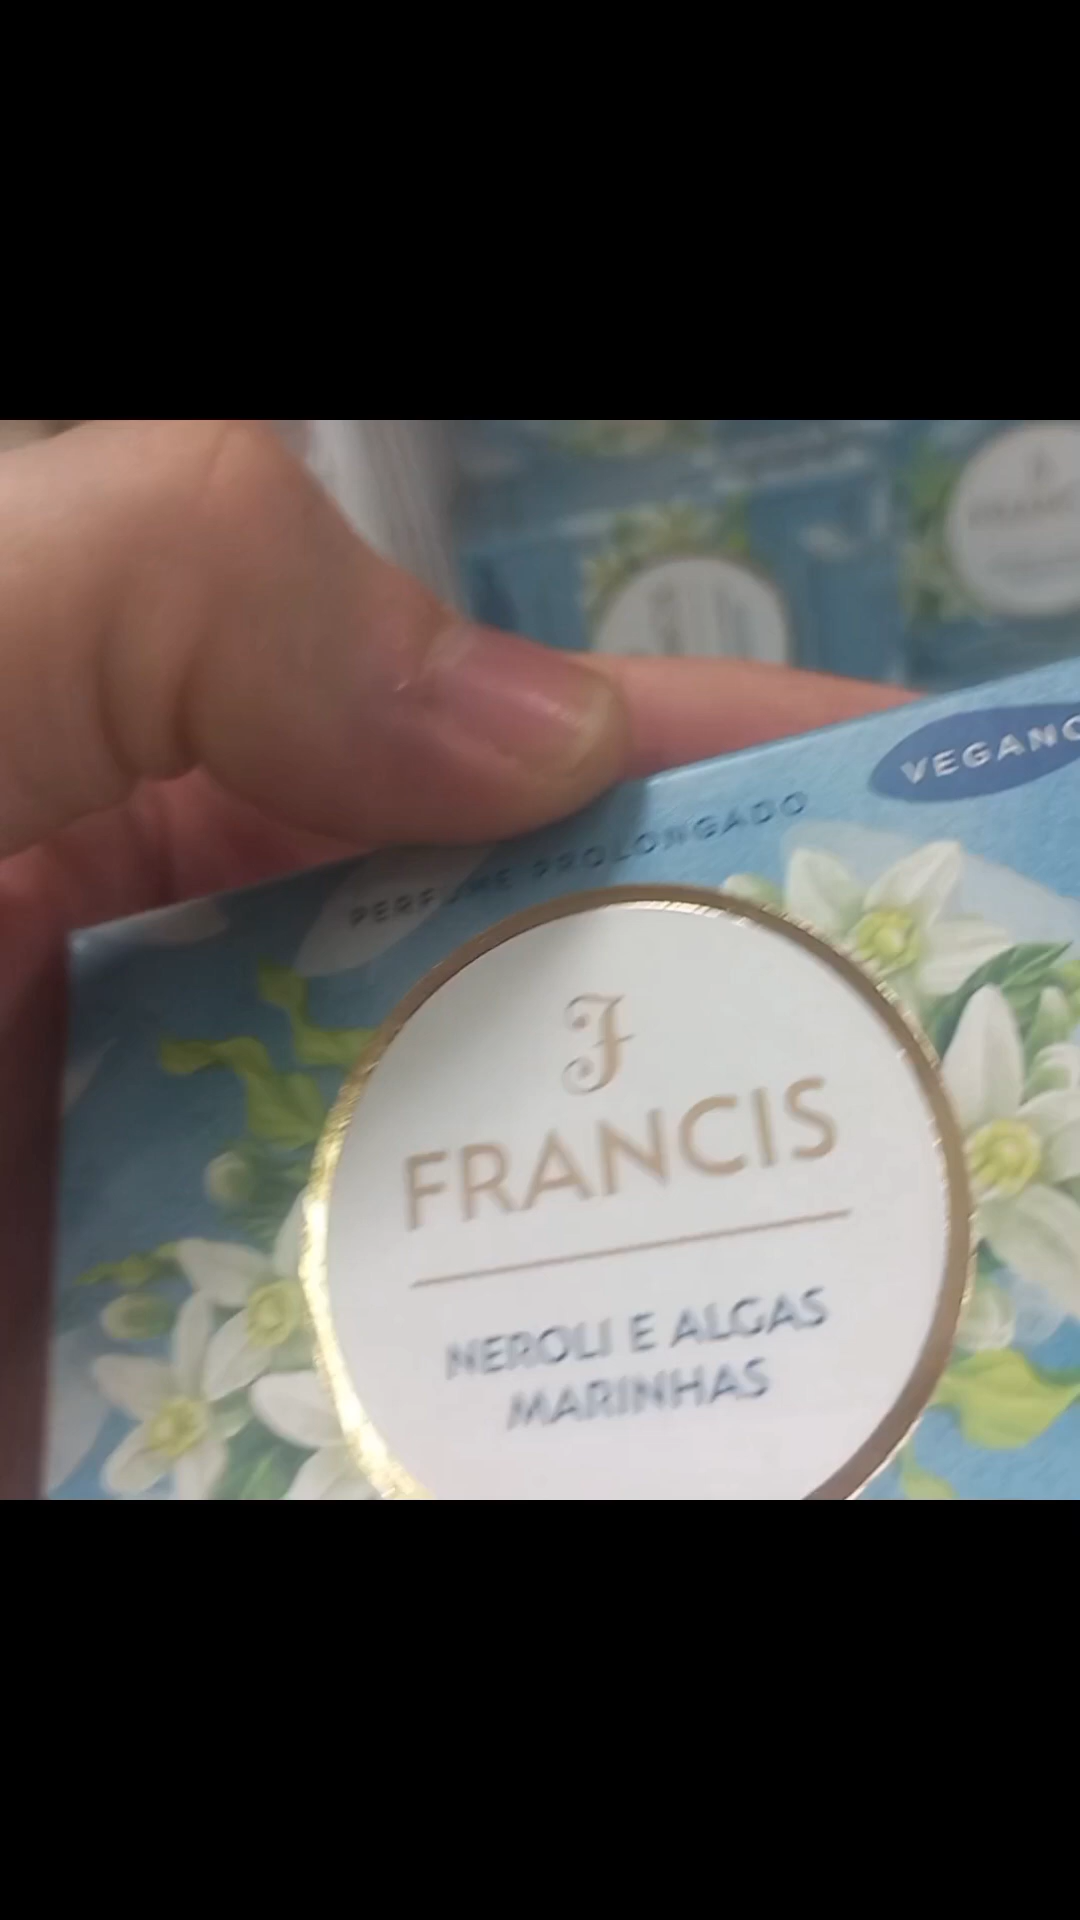 VEGANO
PERFUME PROLONGADO
F
FRANCIS
NEROLI E ALGAS
MARINHAS